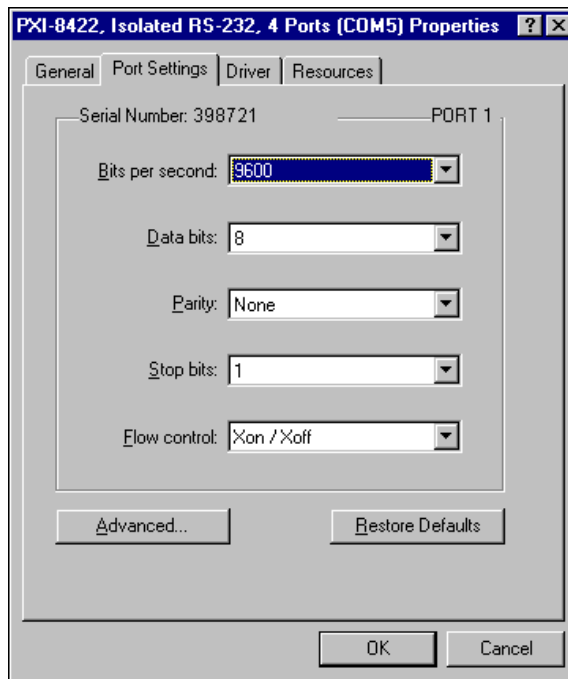 PXI-8422, Isolated RS-232, 4 Ports (COM5) Properties ? X
General Port Settings Driver Resources
Serial Number: 398721 PORT 1
Bits per second: 9600
Data bits: 8
Parity: None
Stop bits: 1
Flow control: Xon / Xoff
Advanced... Restore Defaults
OK Cancel